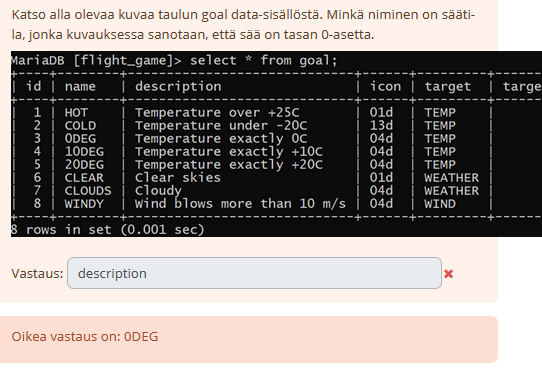 Katso alla olevaa kuvaa taulun goal data-sisällöstä. Minkä niminen on sääti-
la, jonka kuvauksessa sanotaan, että sää on tasan 0-asetta.
MariaDB [flight_game]> select * from goal;
| id | name | description | icon | target | targe
| 1 | HOT | Temperature over +25C | 01d | TEMP |
| 2 | COLD | Temperature under -20C | 13d | TEMP |
| 3 | 0DEG | Temperature exactly 0C | 04d | TEMP |
| 4 | 10DEG | Temperature exactly +10C | 04d | TEMP |
| 5 | 20DEG | Temperature exactly +20C | 04d | TEMP |
| 6 | CLEAR | Clear skies | 01d | WEATHER |
| 7 | CLOUDS | Cloudy | 04d | WEATHER |
| 8 | WINDY | Wind blows more than 10 m/s | 04d | WIND |
8 rows in set (0.001 sec)
Vastaus: description ✖
Oikea vastaus on: 0DEG